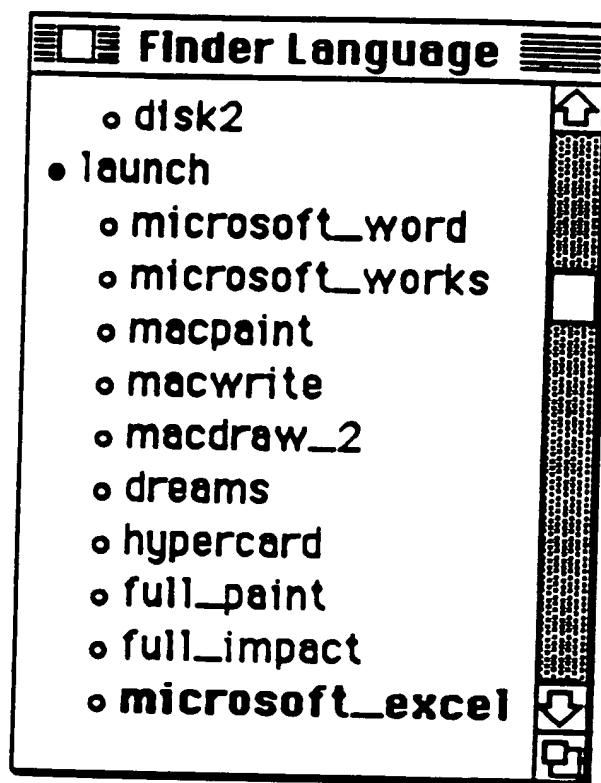 Finder Language
disk2
launch
microsoft_word
microsoft_works
macpaint
macwrite
macdraw_2
dreams
hypercard
full_paint
full_impact
microsoft_excel